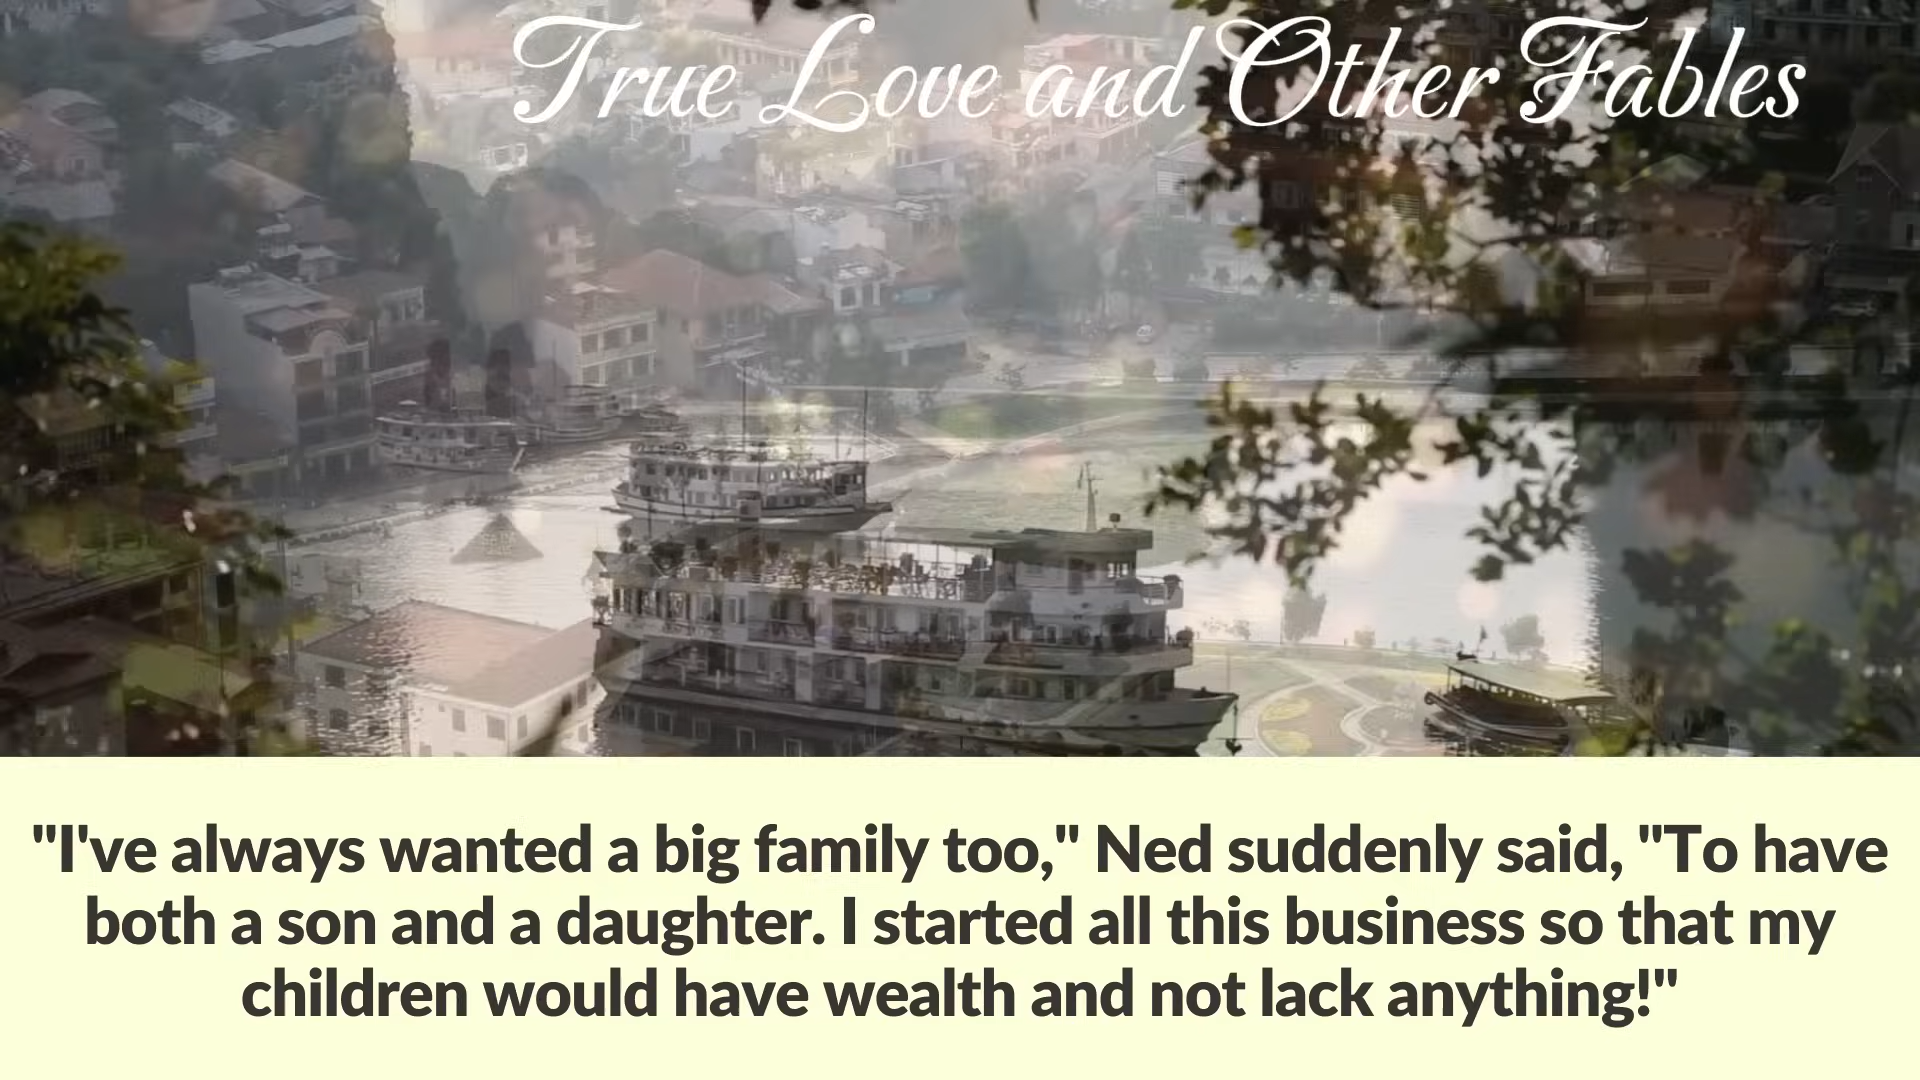 True Love and Other Fables
"I've always wanted a big family too," Ned suddenly said, "To have
both a son and a daughter. I started all this business so that my
children would have wealth and not lack anything!"